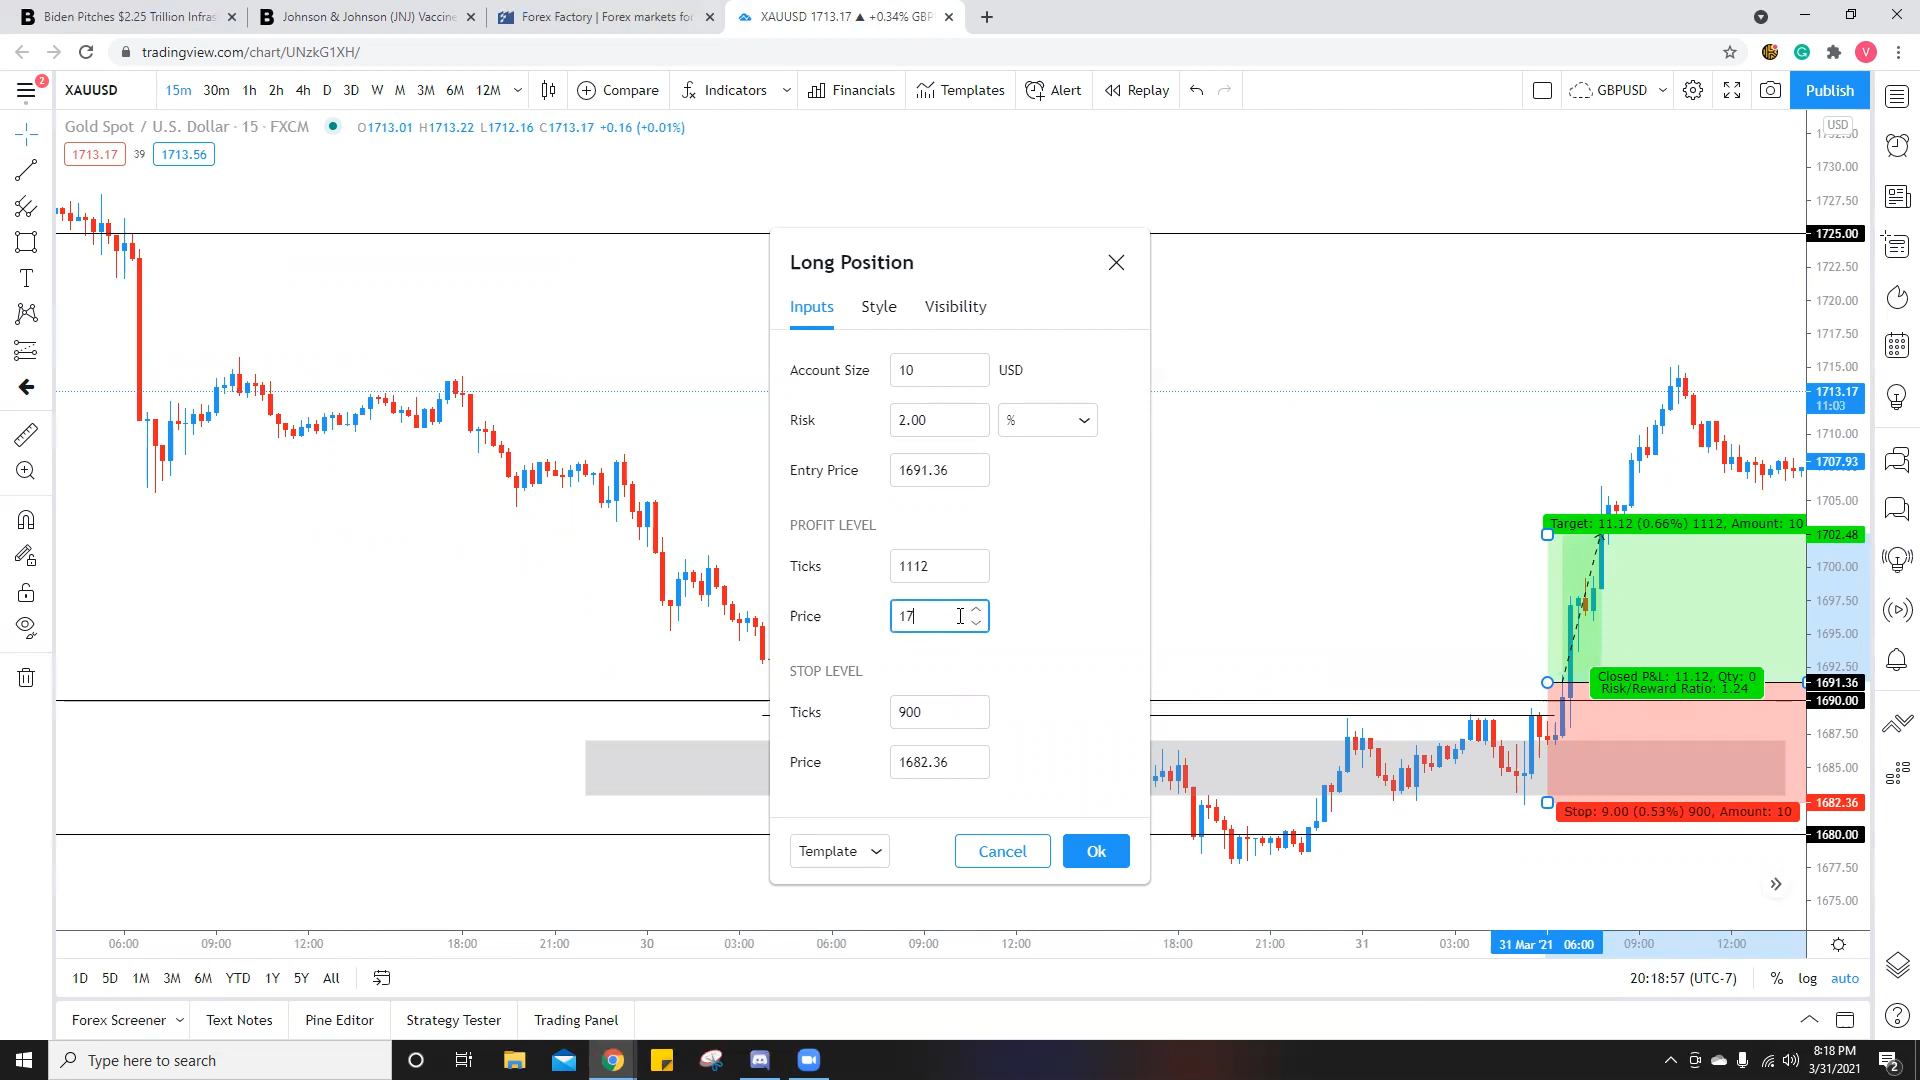 Biden Pitches $2.25 Trillion Infras
Johnson & Johnson (JNJ) Vaccine
Forex Factory | Forex markets for
XAUUSD 1713.17 ▲ +0.34% GBP
tradingview.com/chart/UNzkG1XH/
V
2
XAUUSD
15m 30m 1h 2h 4h D 3D W M 3M 6M 12M
Compare
Indicators
Financials
Templates
Alert
Replay
GBPUSD
Publish
Gold Spot / U.S. Dollar · 15 · FXCM
O1713.01 H1713.22 L1712.16 C1713.17 +0.16 (+0.01%)
1713.17 39 1713.56
USD
1730.00
1727.50
1725.00
1722.50
1720.00
1717.50
1715.00
1713.17
11:03
1710.00
1707.93
1705.00
1702.48
1700.00
1697.50
1695.00
1692.50
1691.36
1690.00
1687.50
1685.00
1682.36
1680.00
1677.50
1675.00
Long Position
Inputs Style Visibility
Account Size 10 USD
Risk 2.00 %
Entry Price 1691.36
PROFIT LEVEL
Ticks 1112
Price 17
STOP LEVEL
Ticks 900
Price 1682.36
Template Cancel Ok
Target: 11.12 (0.66%) 1112, Amount: 10
Closed P&L: 11.12, Qty: 0
Risk/Reward Ratio: 1.24
Stop: 9.00 (0.53%) 900, Amount: 10
06:00 09:00 12:00 18:00 21:00 30 03:00 06:00 09:00 12:00 18:00 21:00 31 03:00 31 Mar '21 06:00 09:00 12:00
1D 5D 1M 3M 6M YTD 1Y 5Y All
20:18:57 (UTC-7) % log auto
Forex Screener Text Notes Pine Editor Strategy Tester Trading Panel
Type here to search
8:18 PM
3/31/2021
2